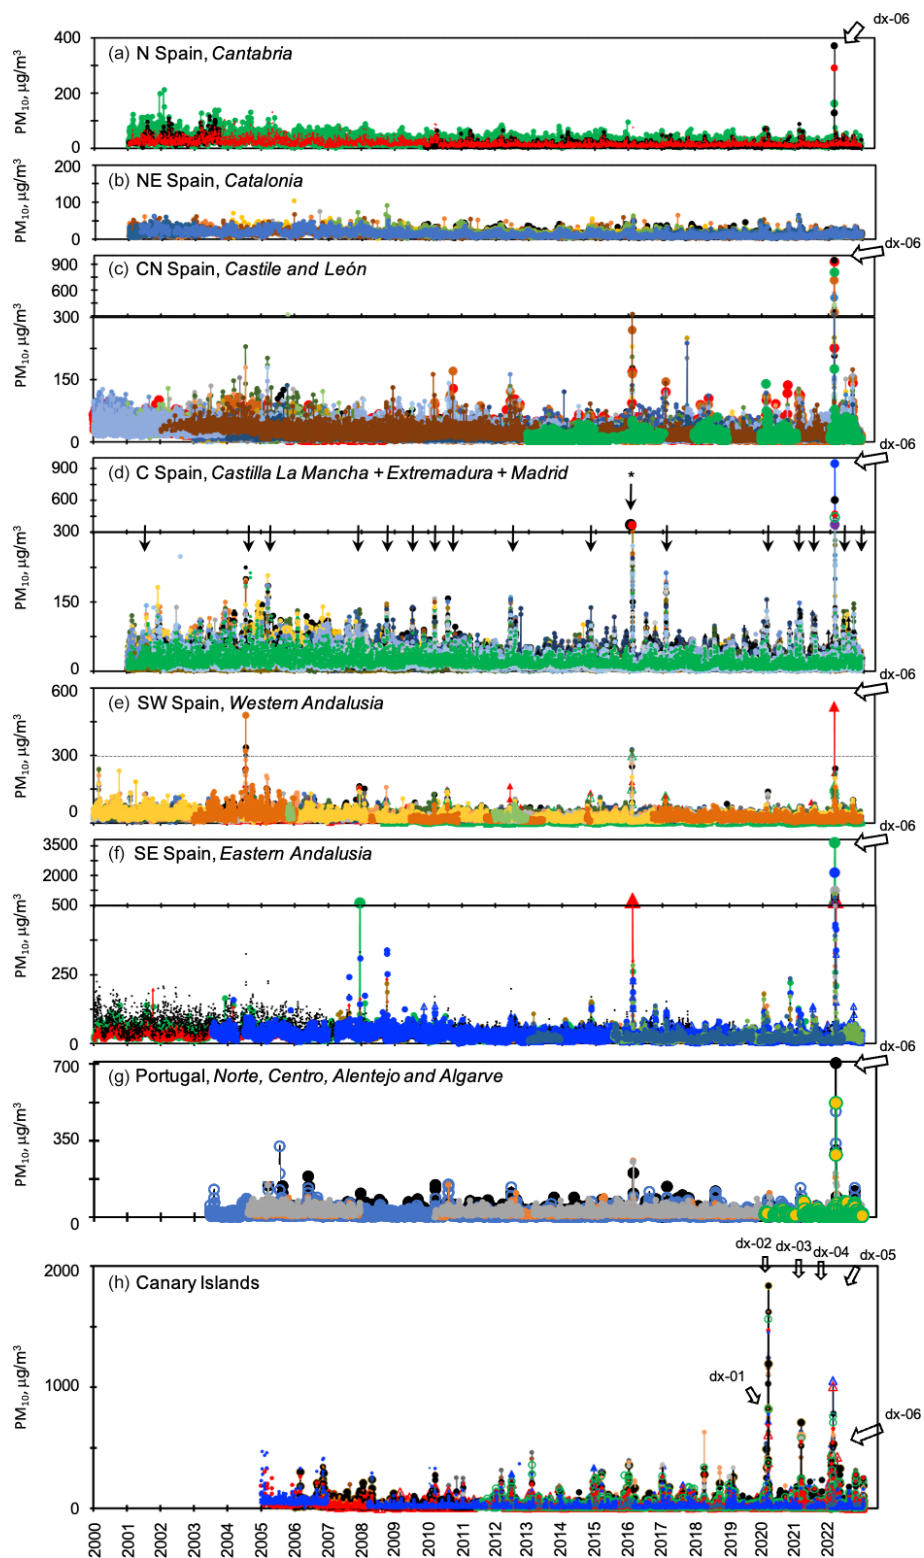 dx-06
(a) N Spain, Cantabria
PM10, µg/m3
400
200
0
(b) NE Spain, Catalonia
PM10, µg/m3
200
100
0
dx-06
(c) CN Spain, Castile and León
PM10, µg/m3
900
600
300
300
150
0
dx-06
(d) C Spain, Castilla La Mancha + Extremadura + Madrid
*
PM10, µg/m3
900
600
300
150
0
dx-06
(e) SW Spain, Western Andalusia
PM10, µg/m3
600
300
0
dx-06
(f) SE Spain, Eastern Andalusia
PM10, µg/m3
3500
2000
500
250
0
dx-06
(g) Portugal, Norte, Centro, Alentejo and Algarve
PM10, µg/m3
700
350
0
dx-02 dx-03 dx-04 dx-05
(h) Canary Islands
PM10, µg/m3
2000
1000
0
dx-01
dx-06
2000 2001 2002 2003 2004 2005 2006 2007 2008 2009 2010 2011 2012 2013 2014 2015 2016 2017 2018 2019 2020 2021 2022